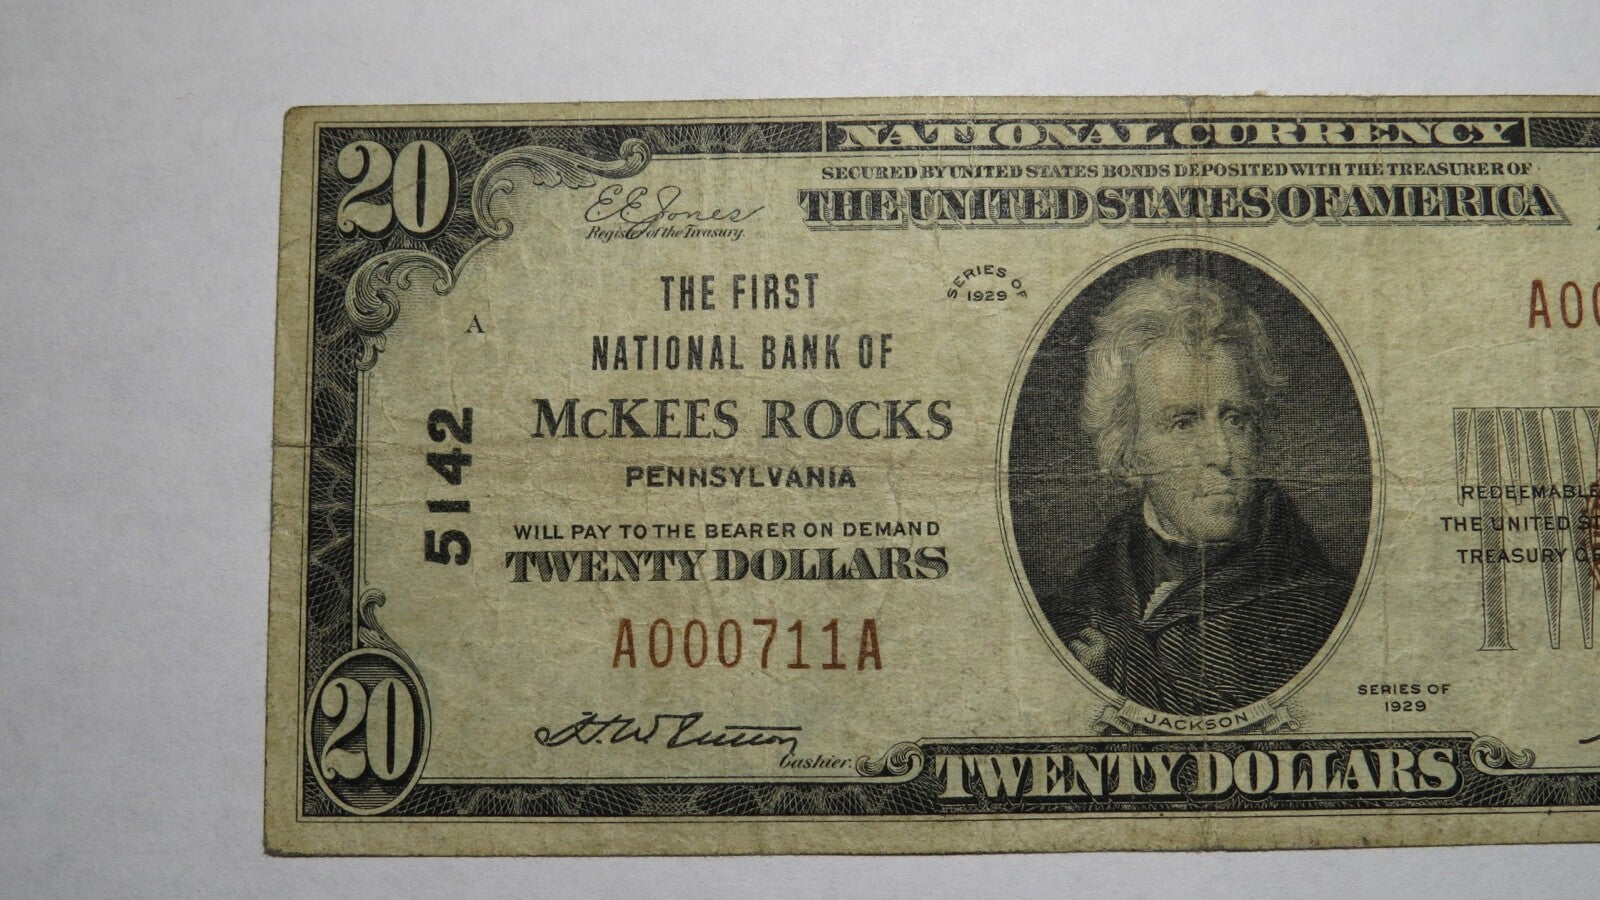 20
NATIONAL CURRENCY
SECURED BY UNITED STATES BONDS DEPOSITED WITH THE TREASURER OF
THE UNITED STATES OF AMERICA
E E Jones
Register of the Treasury.
SERIES OF
1929
THE FIRST
NATIONAL BANK OF
McKEES ROCKS
PENNSYLVANIA
A
5142
A00
WILL PAY TO THE BEARER ON DEMAND
TWENTY DOLLARS
A000711A
REDEEMABLE
THE UNITED
TREASURY
JACKSON
SERIES OF
1929
H. W.
Cashier.
20
TWENTY DOLLARS